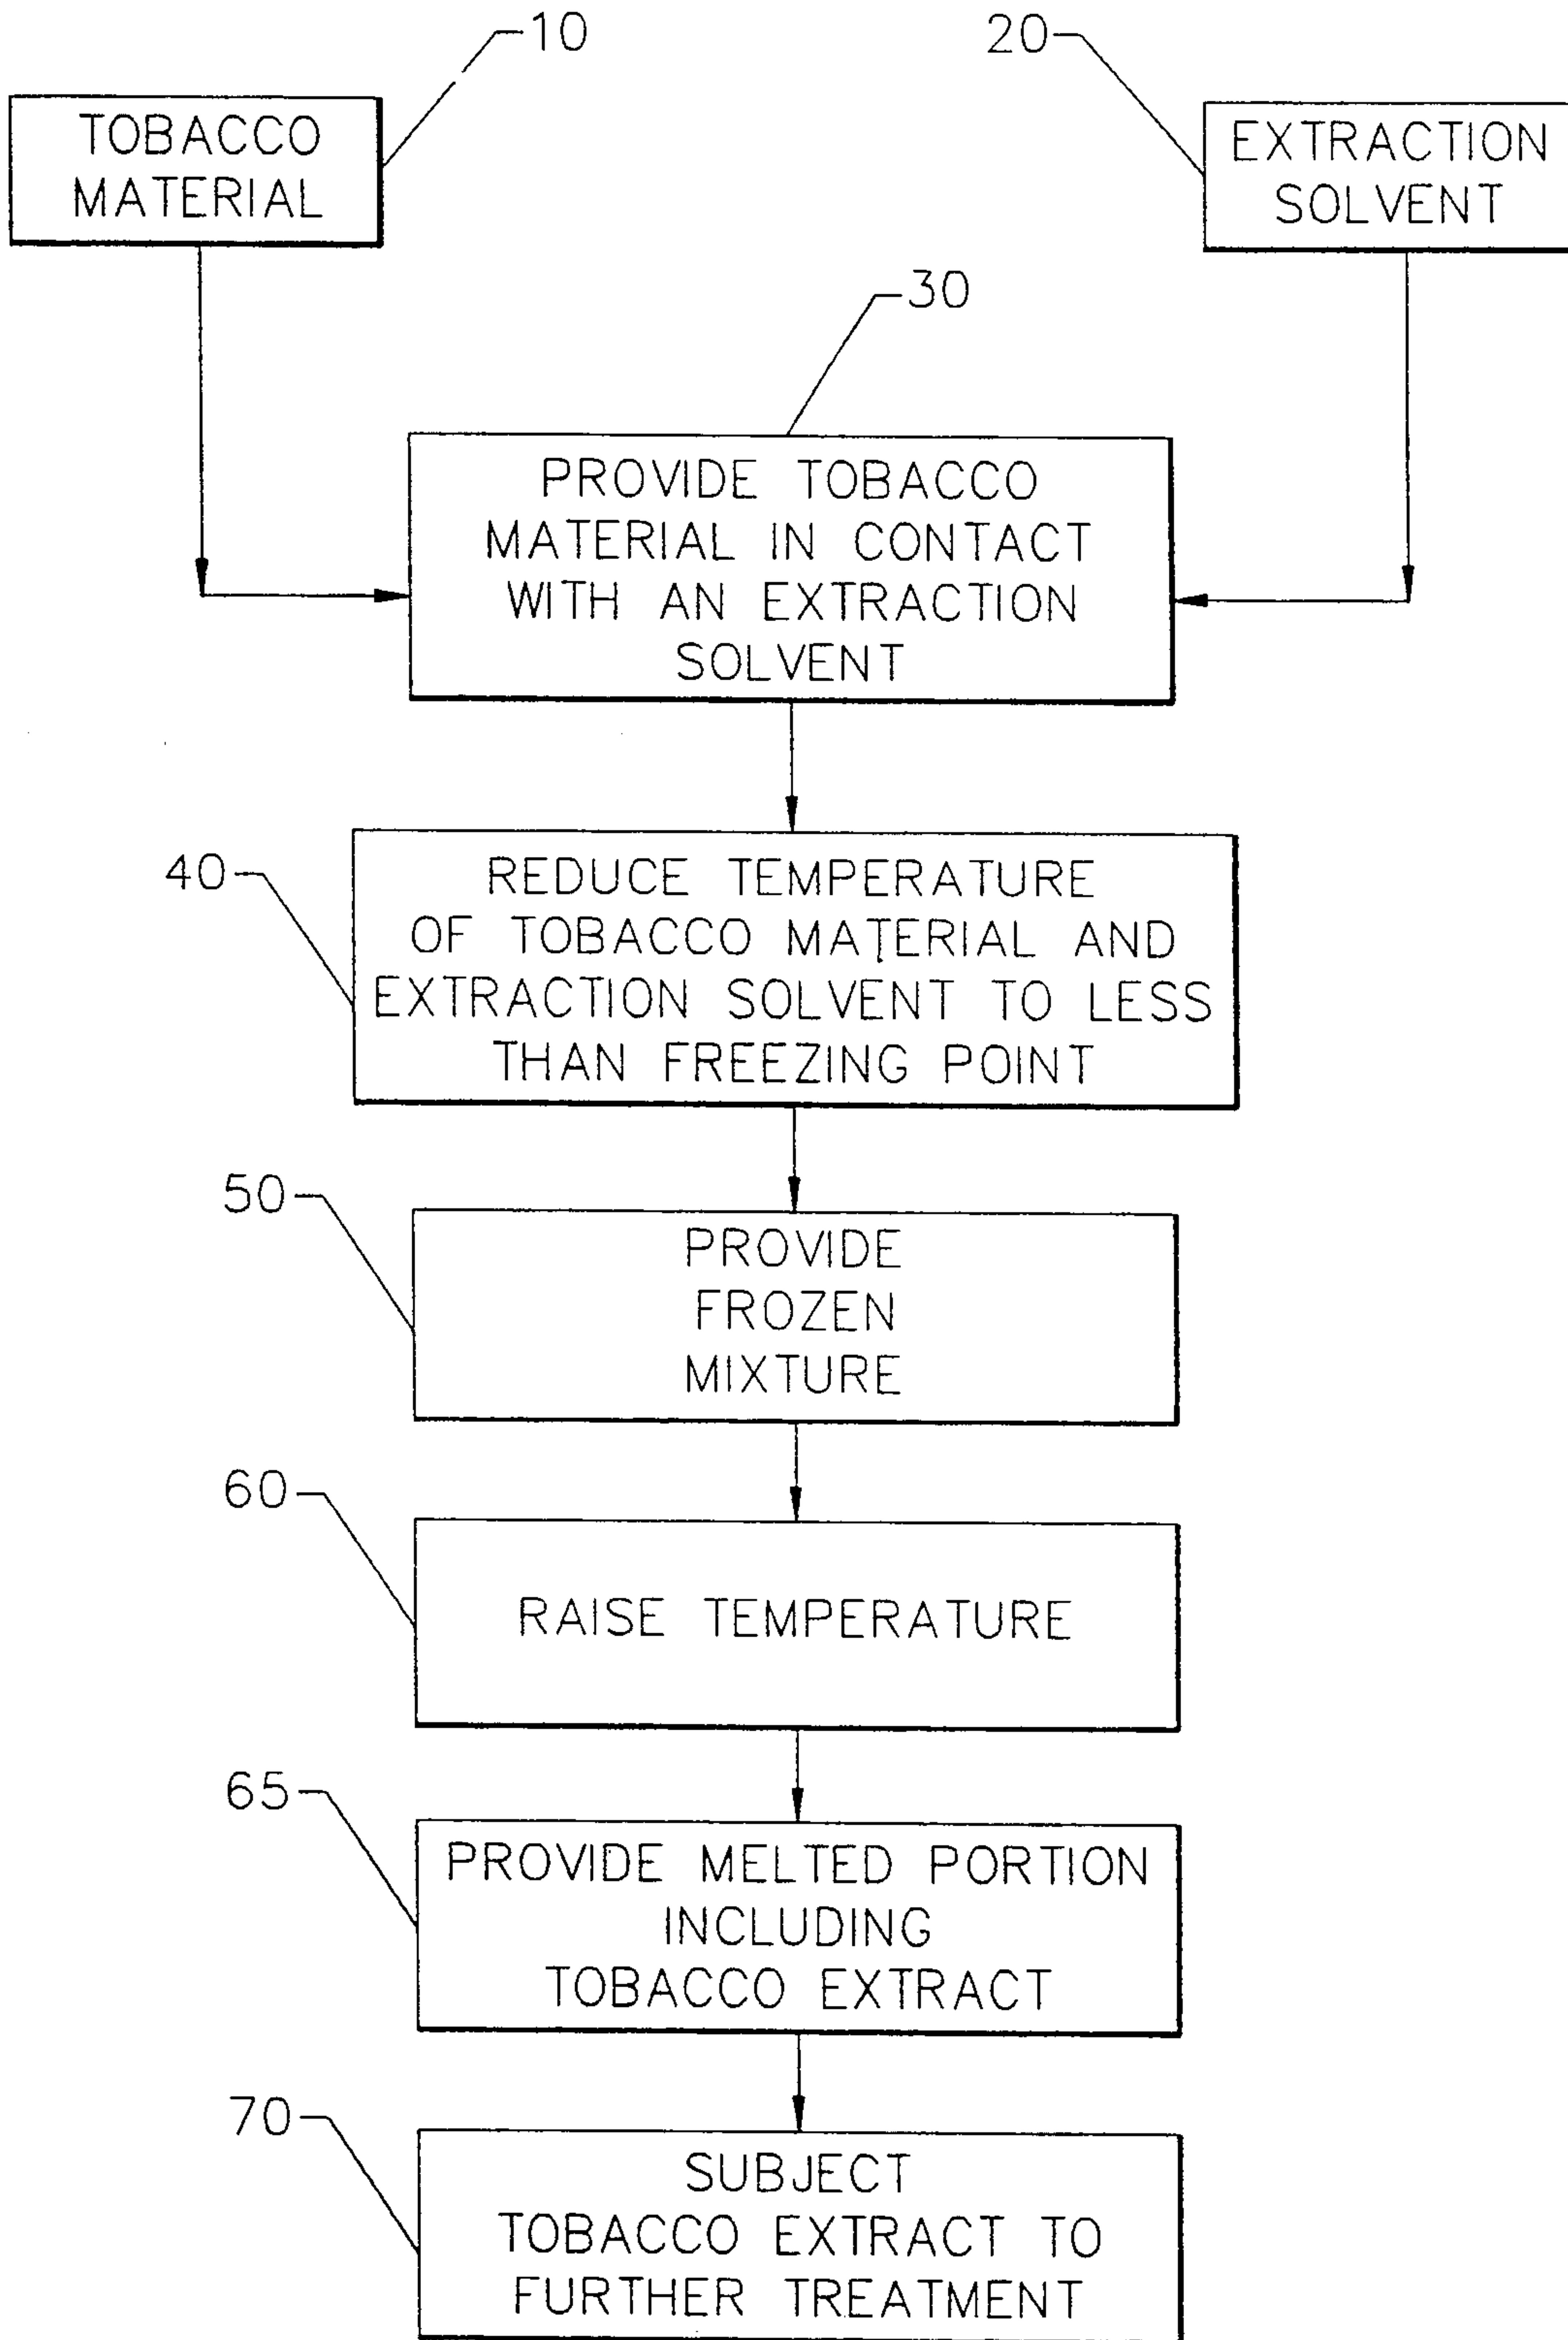 10
20
TOBACCO
MATERIAL
EXTRACTION
SOLVENT
30
PROVIDE TOBACCO
MATERIAL IN CONTACT
WITH AN EXTRACTION
SOLVENT
40
REDUCE TEMPERATURE
OF TOBACCO MATERIAL AND
EXTRACTION SOLVENT TO LESS
THAN FREEZING POINT
50
PROVIDE
FROZEN
MIXTURE
60
RAISE TEMPERATURE
65
PROVIDE MELTED PORTION
INCLUDING
TOBACCO EXTRACT
70
SUBJECT
TOBACCO EXTRACT TO
FURTHER TREATMENT